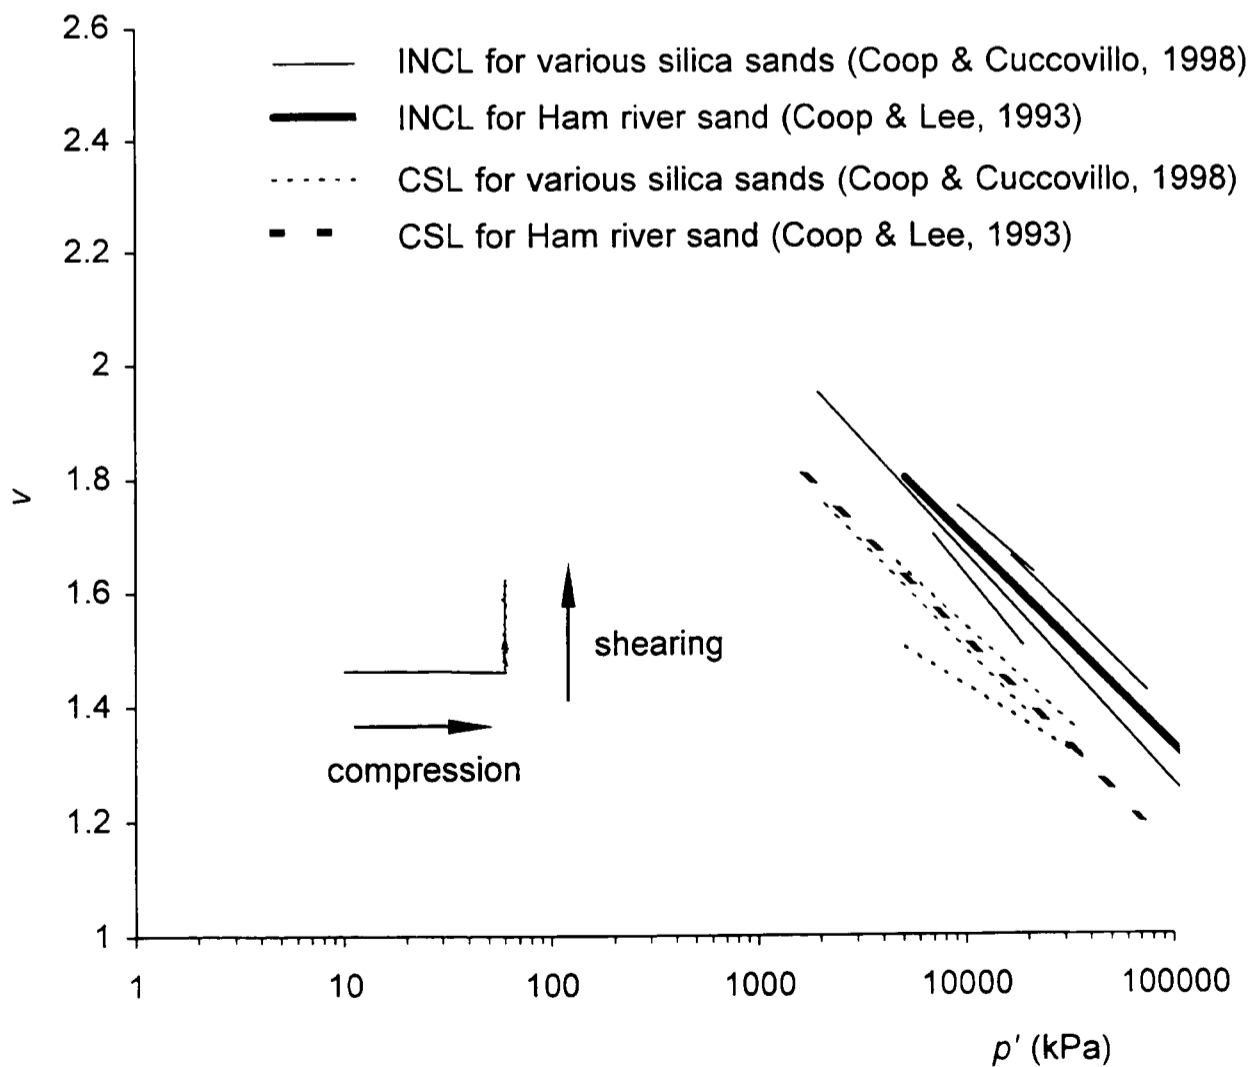 2.6
INCL for various silica sands (Coop & Cuccovillo, 1998)
INCL for Ham river sand (Coop & Lee, 1993)
2.4
CSL for various silica sands (Coop & Cuccovillo, 1998)
CSL for Ham river sand (Coop & Lee, 1993)
2.2
2
1.8
v
1.6
shearing
1.4
compression
1.2
1
1 10 100 1000 10000 100000
p' (kPa)